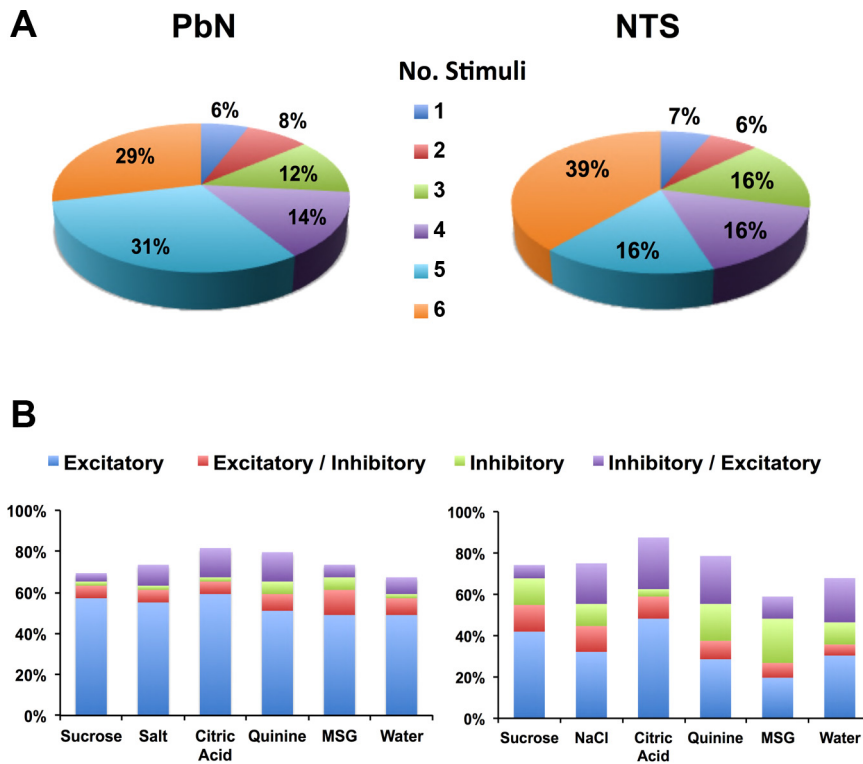 A
PbN
NTS
No. Stimuli
1
2
3
4
5
6
6%
8%
12%
14%
31%
29%
7%
6%
16%
16%
16%
39%
B
Excitatory
Excitatory / Inhibitory
Inhibitory
Inhibitory / Excitatory
100%
80%
60%
40%
20%
0%
Sucrose
Salt
Citric
Acid
Quinine
MSG
Water
100%
80%
60%
40%
20%
0%
Sucrose
NaCl
Citric
Acid
Quinine
MSG
Water